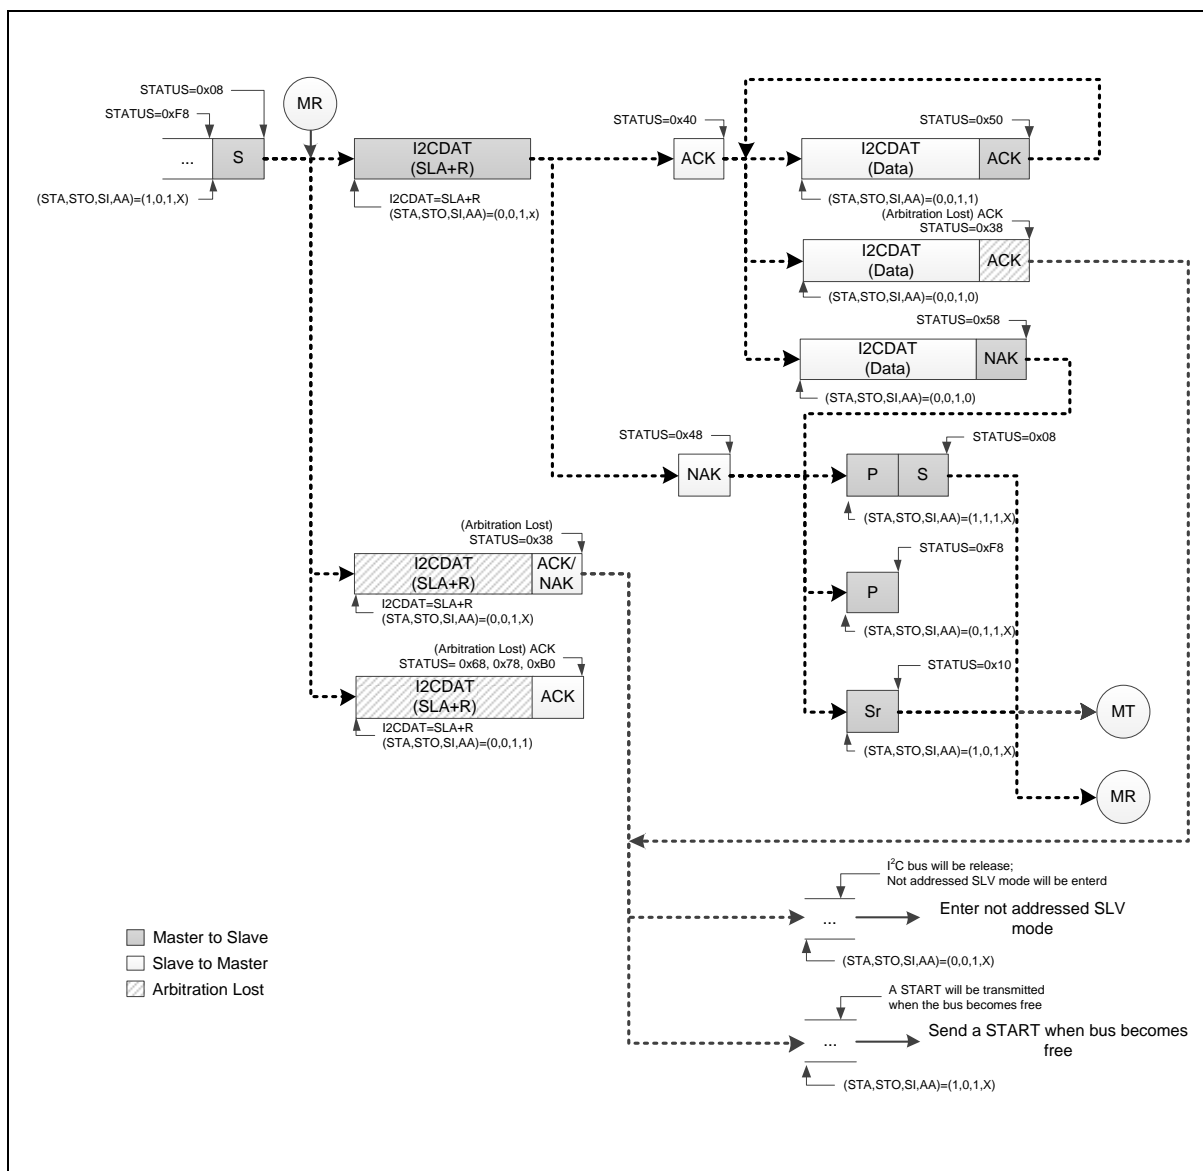 STATUS=0x08
STATUS=0xF8
MR
...
S
(STA,STO,SI,AA)=(1,0,1,X)
I2CDAT
(SLA+R)
I2CDAT=SLA+R
(STA,STO,SI,AA)=(0,0,1,x)
STATUS=0x40
ACK
STATUS=0x50
I2CDAT
(Data)
ACK
(STA,STO,SI,AA)=(0,0,1,1)
(Arbitration Lost) ACK
STATUS=0x38
I2CDAT
(Data)
ACK
(STA,STO,SI,AA)=(0,0,1,0)
STATUS=0x58
I2CDAT
(Data)
NAK
(STA,STO,SI,AA)=(0,0,1,0)
STATUS=0x48
NAK
STATUS=0x08
P
S
(STA,STO,SI,AA)=(1,1,1,X)
(Arbitration Lost)
STATUS=0x38
I2CDAT
(SLA+R)
ACK/
NAK
I2CDAT=SLA+R
(STA,STO,SI,AA)=(0,0,1,X)
STATUS=0xF8
P
(STA,STO,SI,AA)=(0,1,1,X)
(Arbitration Lost) ACK
STATUS= 0x68, 0x78, 0xB0
I2CDAT
(SLA+R)
ACK
I2CDAT=SLA+R
(STA,STO,SI,AA)=(0,0,1,1)
STATUS=0x10
Sr
(STA,STO,SI,AA)=(1,0,1,X)
MT
MR
I²C bus will be release;
Not addressed SLV mode will be enterd
...
Enter not addressed SLV
mode
(STA,STO,SI,AA)=(0,0,1,X)
Master to Slave
Slave to Master
Arbitration Lost
A START will be transmitted
when the bus becomes free
...
Send a START when bus becomes
free
(STA,STO,SI,AA)=(1,0,1,X)